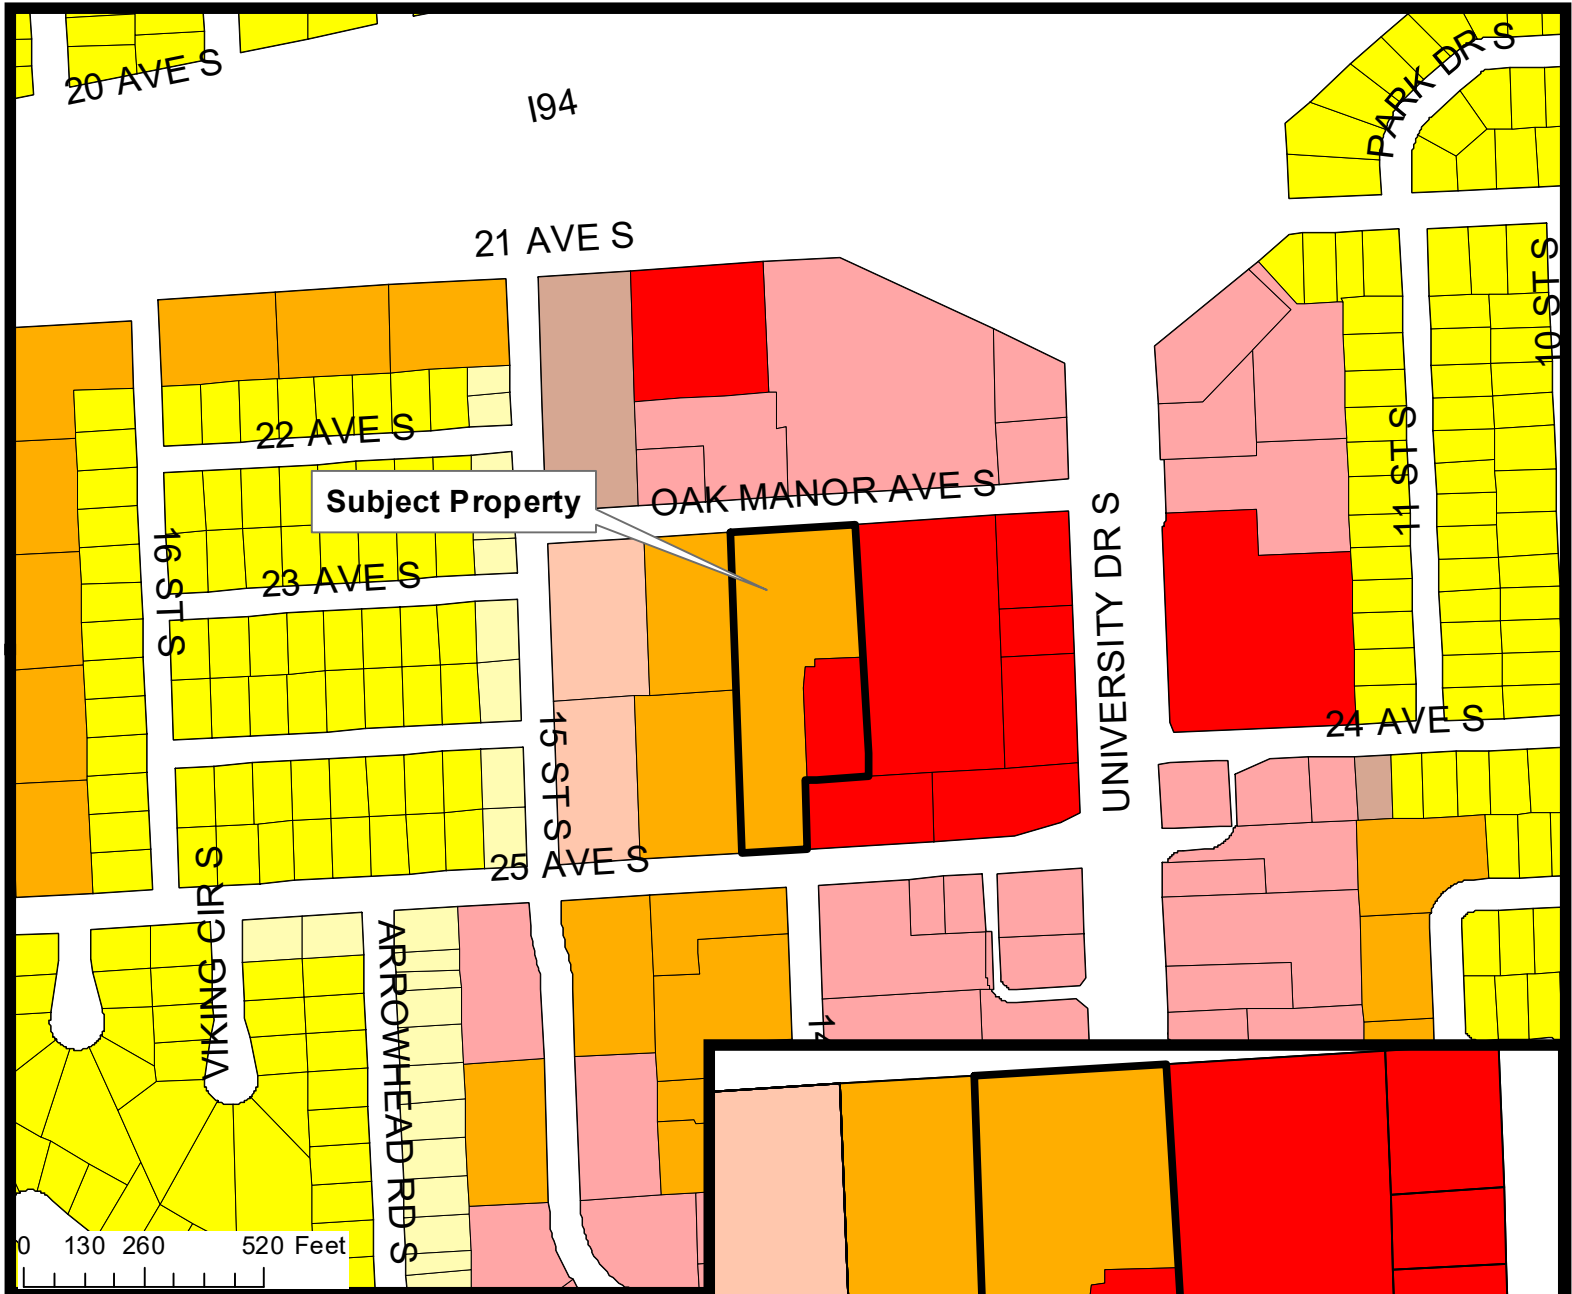 20 AVE S
I94
PARK DR S
21 AVE S
10 ST S
22 AVE S
11 ST S
Subject Property
OAK MANOR AVE S
16 ST S
23 AVE S
UNIVERSITY DR S
15 ST S
24 AVE S
25 AVE S
VIKING CIR S
ARROWHEAD RD S
14
0 130 260 520 Feet